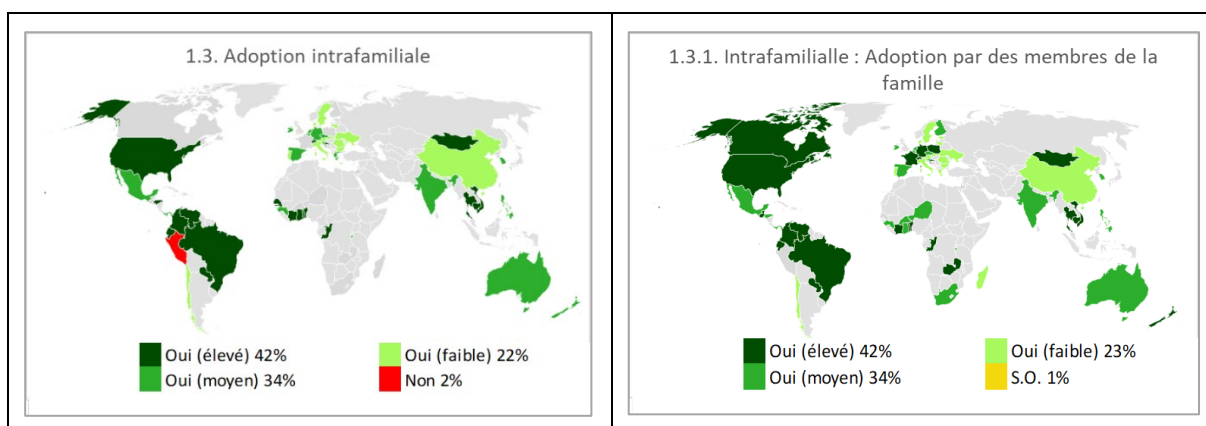 1.3. Adoption intrafamiliale
Oui (élevé) 42%
Oui (faible) 22%
Oui (moyen) 34%
Non 2%
1.3.1. Intrafamilialle : Adoption par des membres de la
famille
Oui (élevé) 42%
Oui (faible) 23%
Oui (moyen) 34%
S.O. 1%